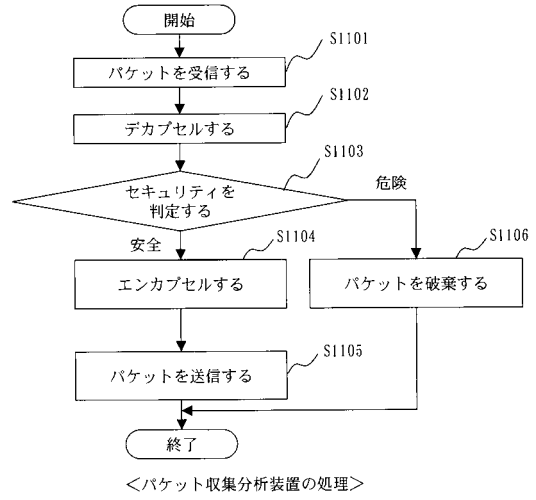 開始
S1101
パケットを受信する
S1102
デカプセルする
S1103
セキュリティを
判定する
危険
安全
S1104
エンカプセルする
S1106
パケットを破棄する
S1105
パケットを送信する
終了
＜パケット収集分析装置の処理＞